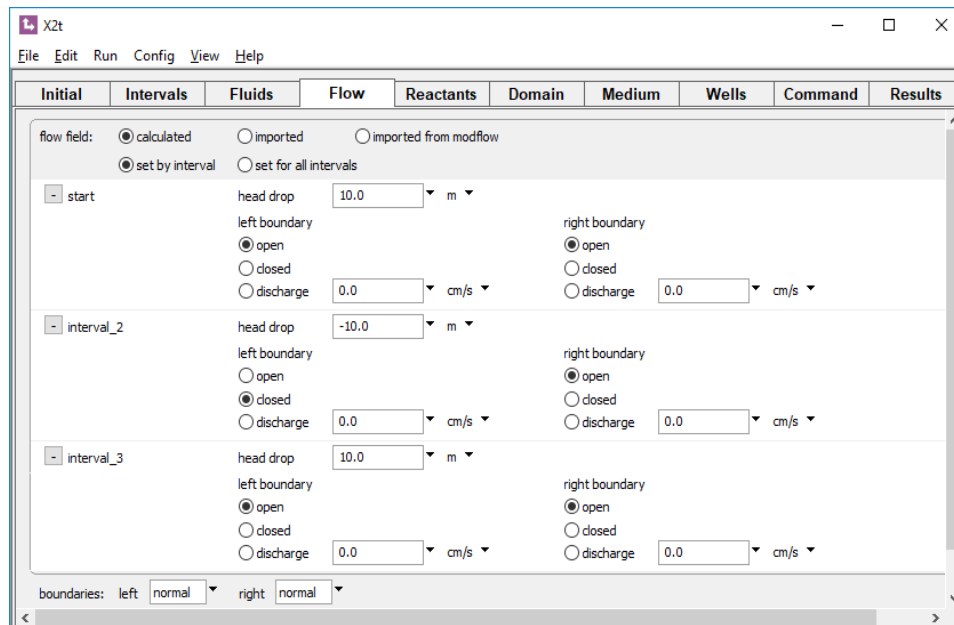 X2t
File Edit Run Config View Help
Initial Intervals Fluids Flow Reactants Domain Medium Wells Command Results
flow field: calculated imported imported from modflow
set by interval set for all intervals
- start head drop 10.0 m
left boundary right boundary
open open
closed closed
discharge 0.0 cm/s discharge 0.0 cm/s
- interval_2 head drop -10.0 m
left boundary right boundary
open open
closed closed
discharge 0.0 cm/s discharge 0.0 cm/s
- interval_3 head drop 10.0 m
left boundary right boundary
open open
closed closed
discharge 0.0 cm/s discharge 0.0 cm/s
boundaries: left normal right normal